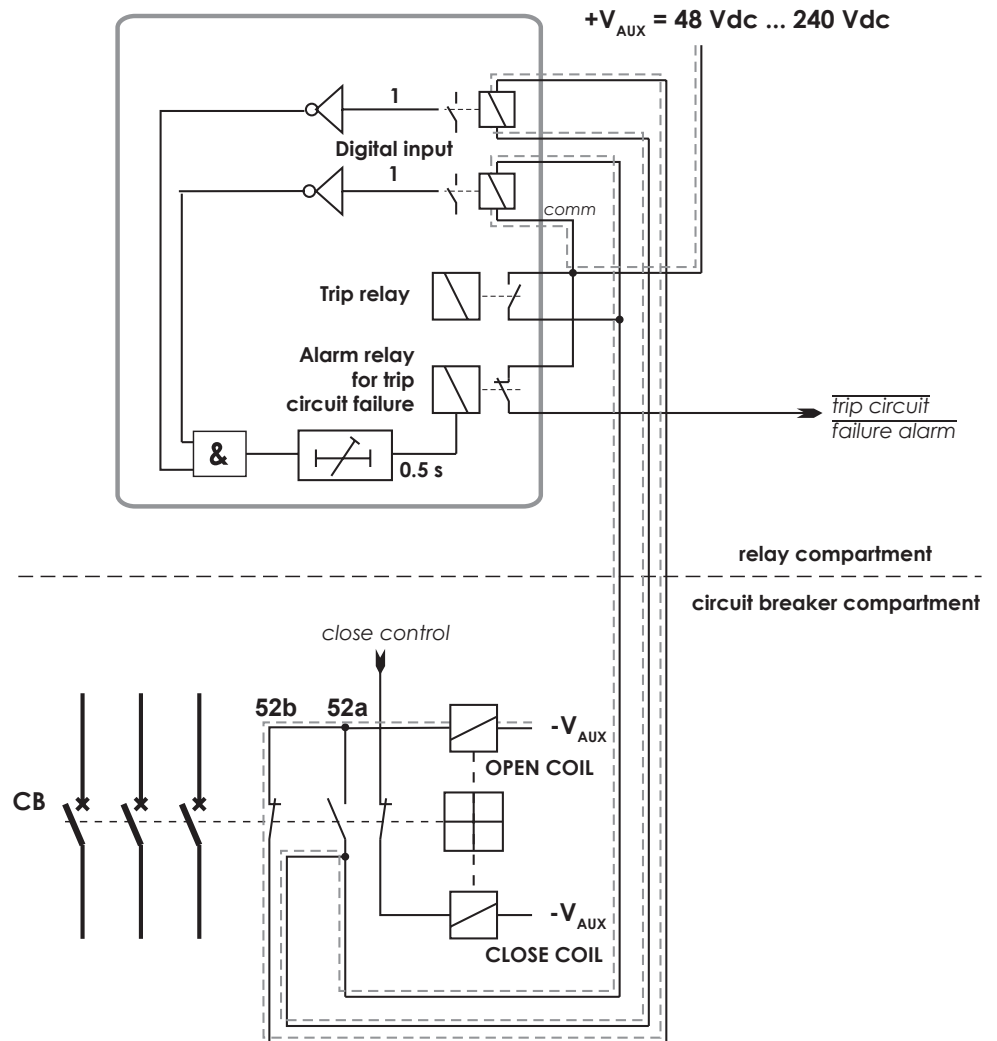 +VAUX = 48 Vdc ... 240 Vdc
1
Digital input
1
comm
Trip relay
Alarm relay
for trip
circuit failure
trip circuit
failure alarm
&
0.5 s
relay compartment
circuit breaker compartment
close control
52b 52a
-VAUX
OPEN COIL
CB
-VAUX
CLOSE COIL